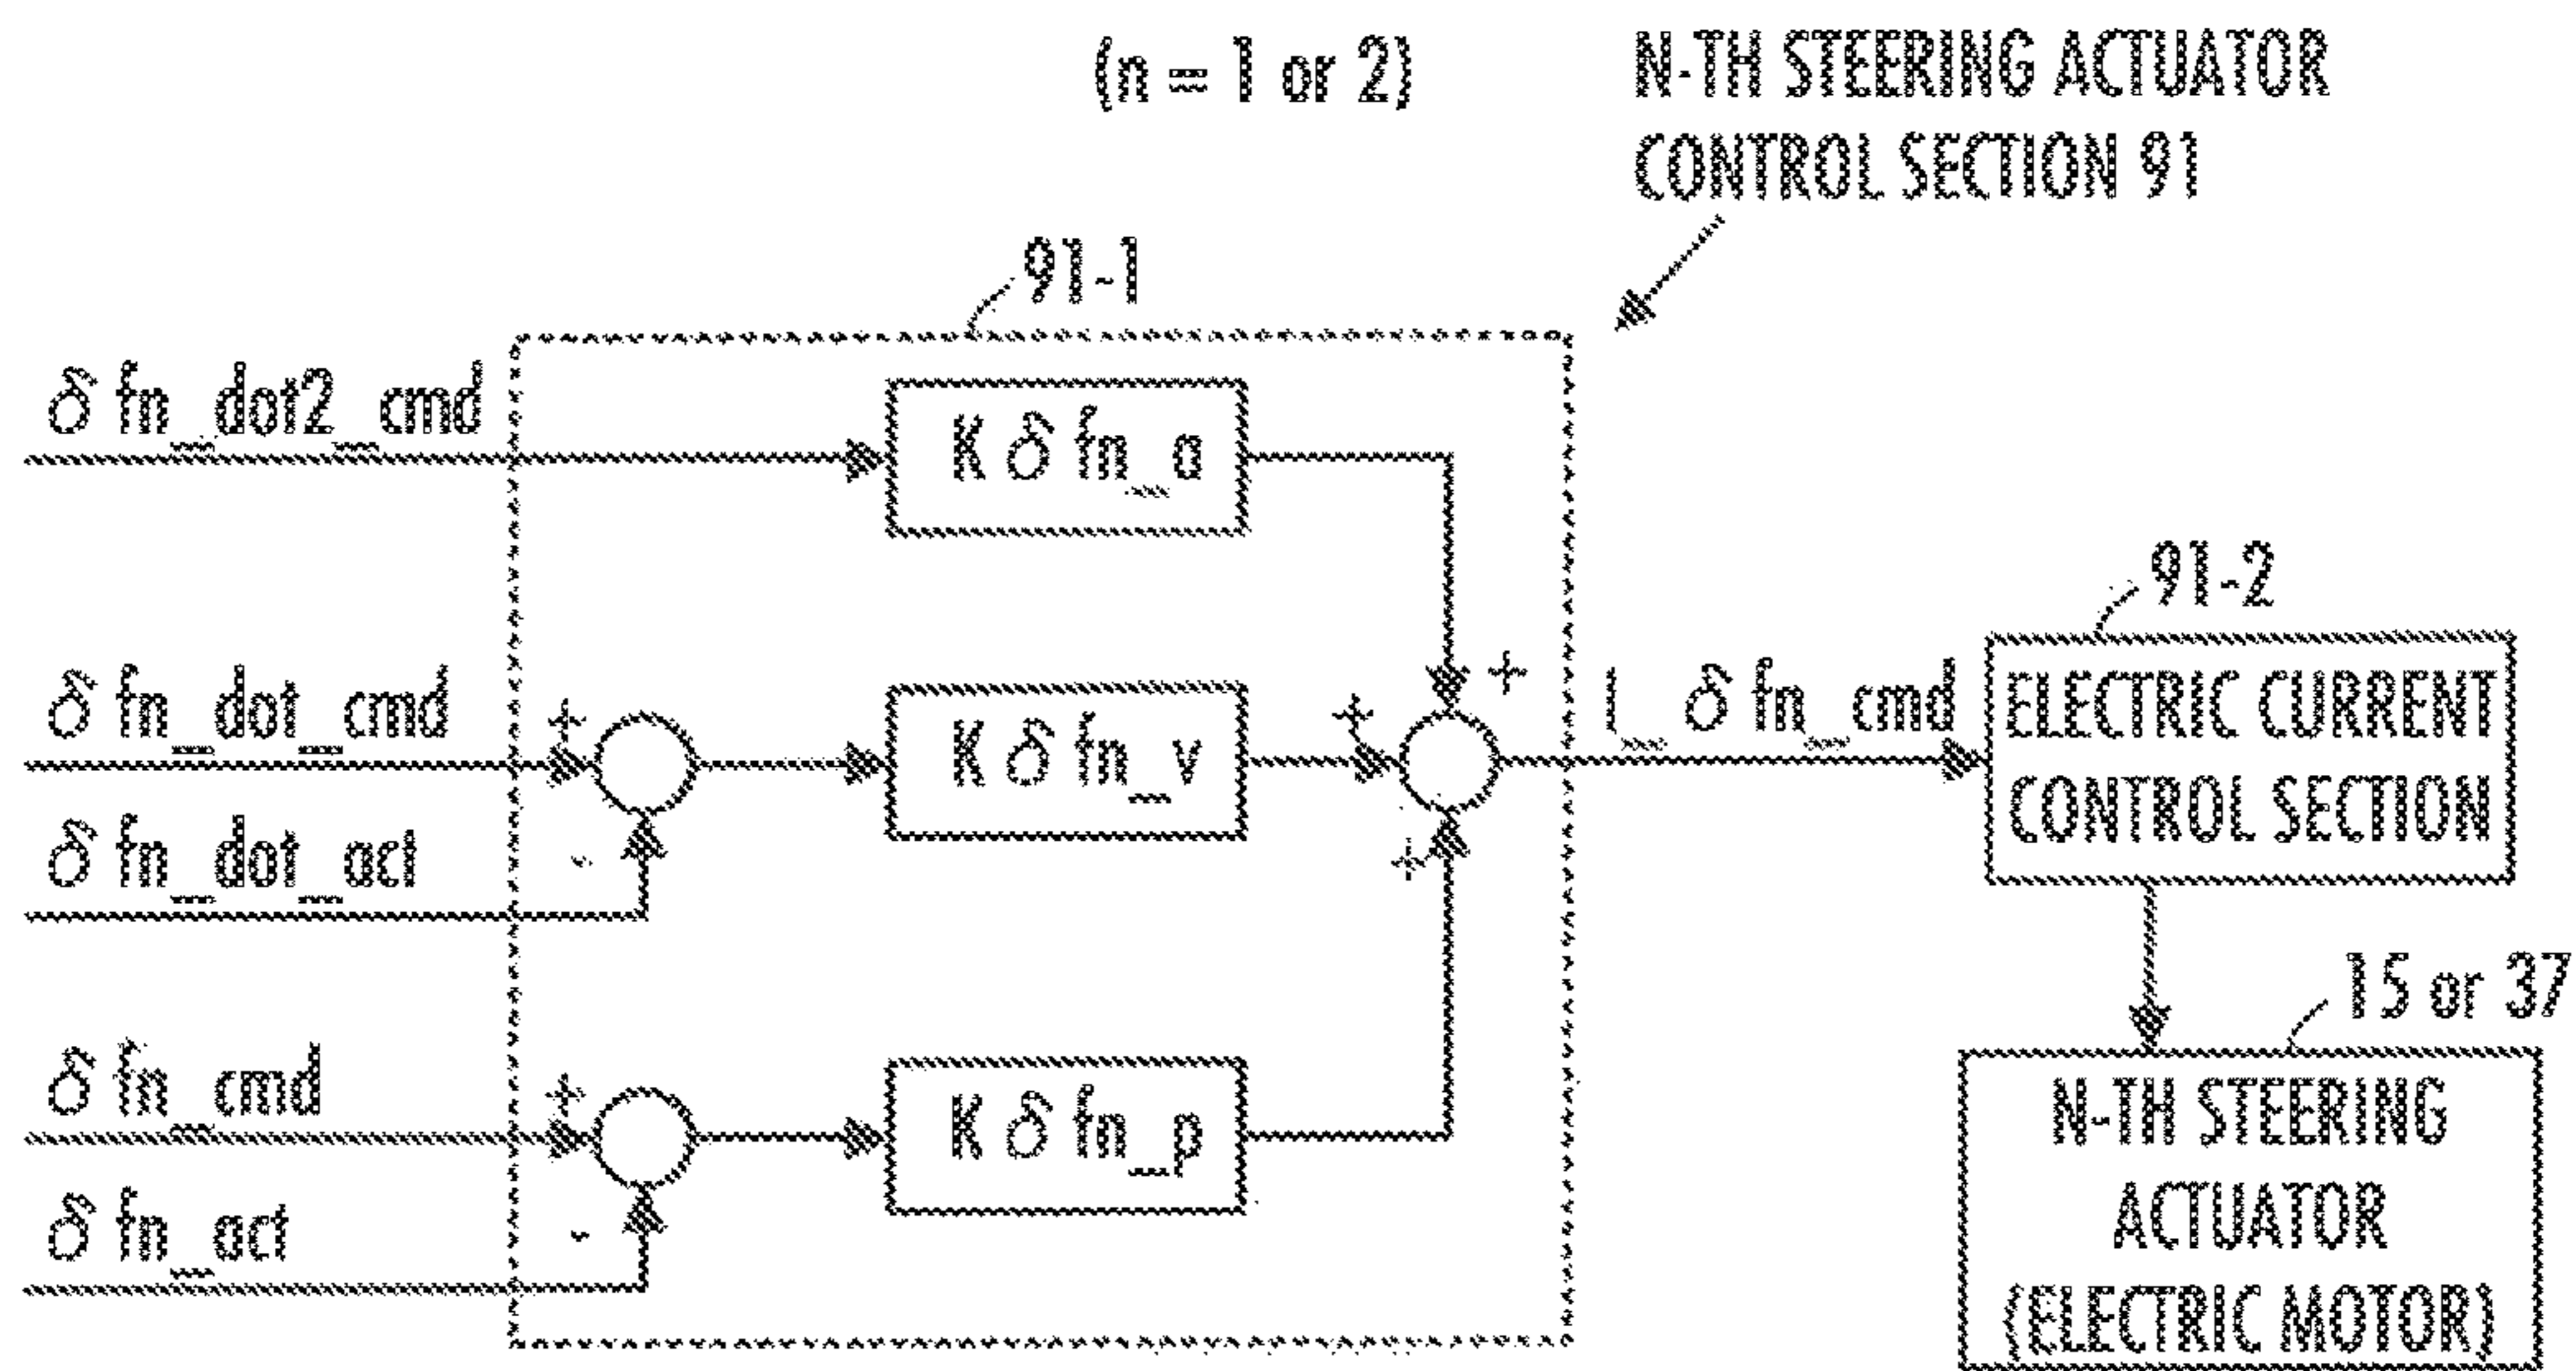 (n = 1 or 2)
N-TH STEERING ACTUATOR
CONTROL SECTION 91
91-1
δ fn_dot2_cmd
K δ fn_a
91-2
δ fn_dot_cmd
+
K δ fn_v
+
+
I_δ fn_cmd
ELECTRIC CURRENT
CONTROL SECTION
δ fn_dot_act
-
+
15 or 37
δ fn_cmd
+
K δ fn_p
N-TH STEERING
ACTUATOR
(ELECTRIC MOTOR)
δ fn_act
-